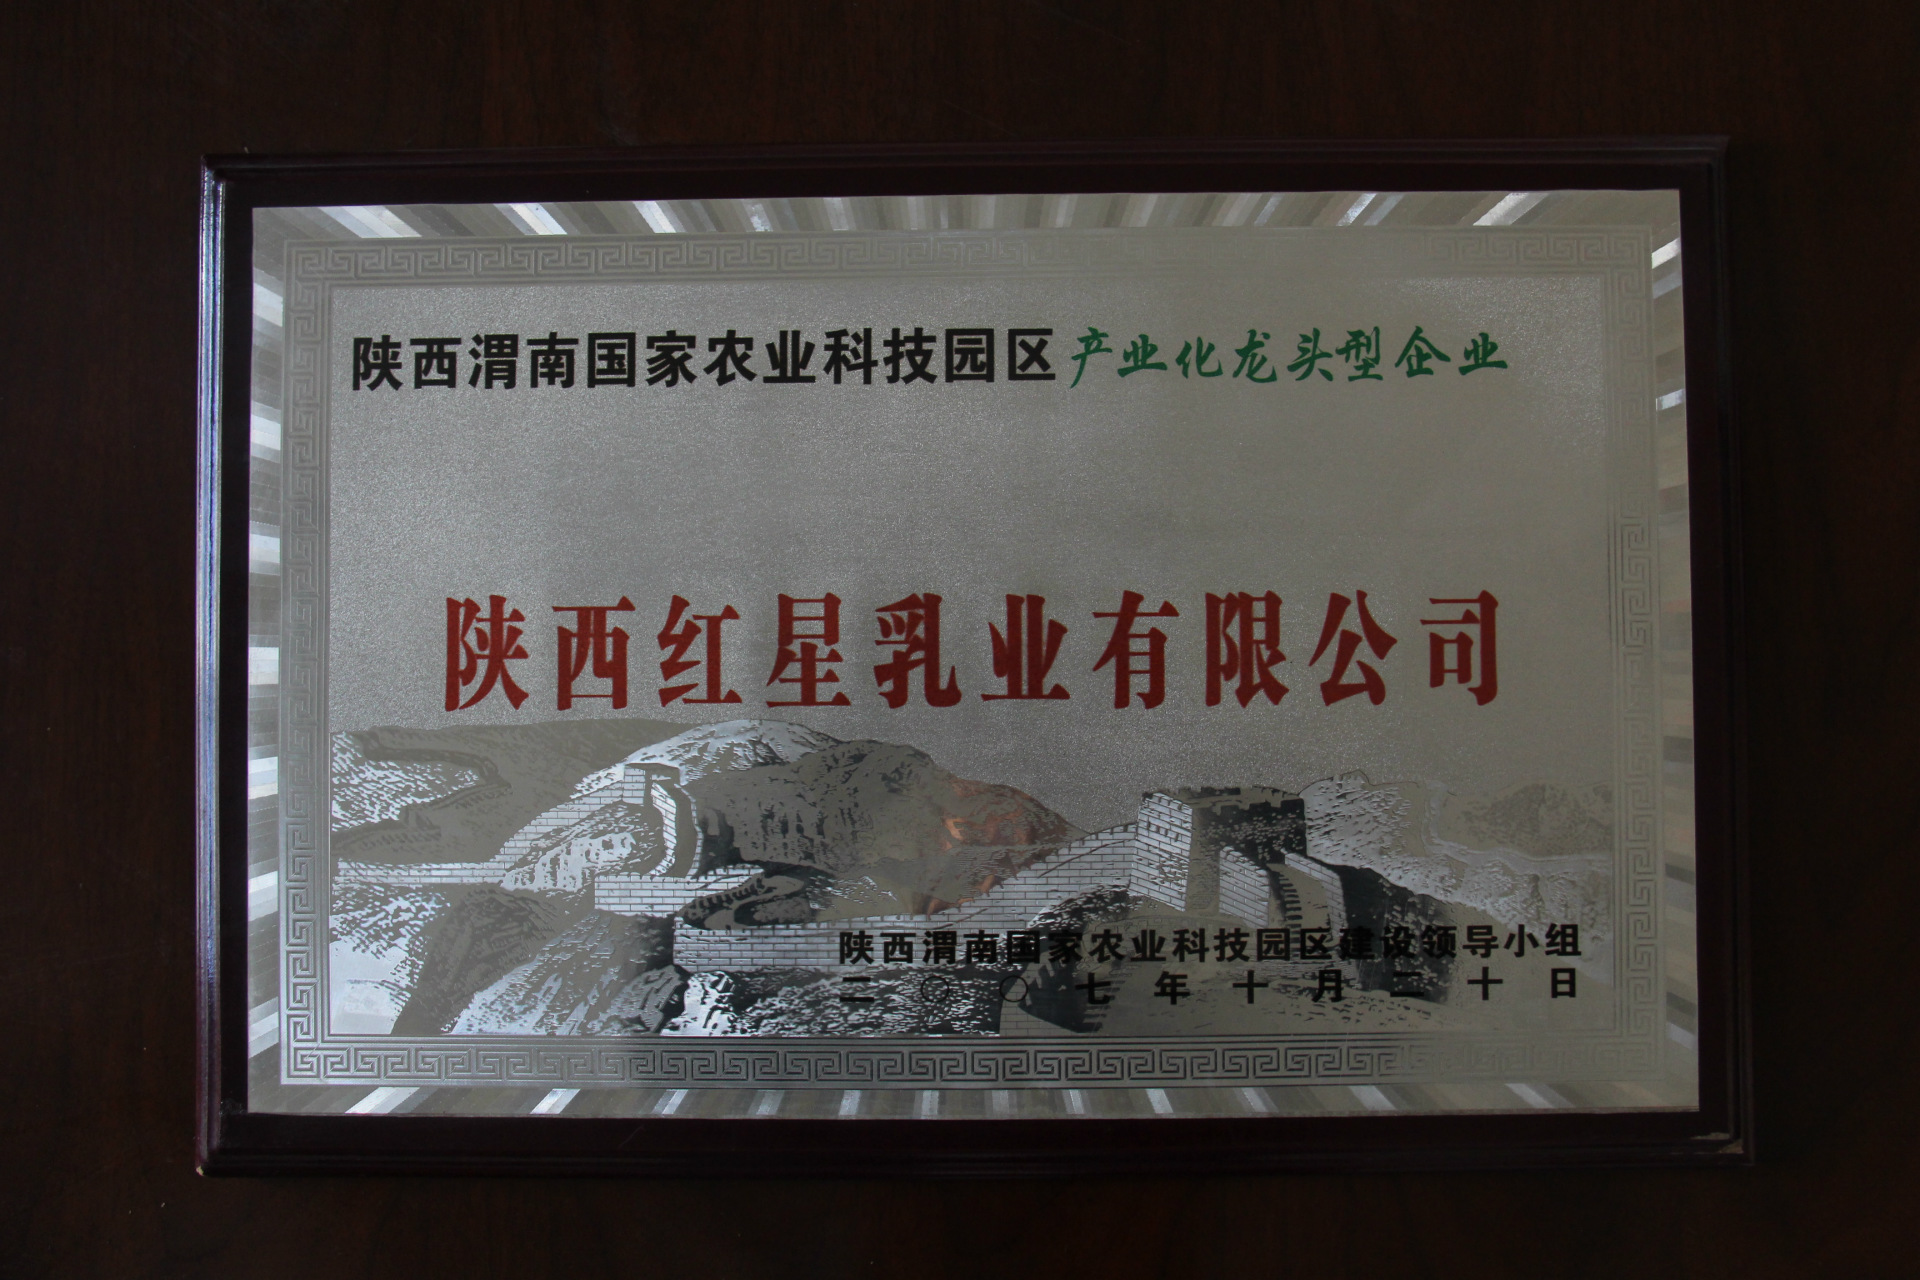 陕西渭南国家农业科技园区产业化龙头型企业
陕西红星乳业有限公司
陕西渭南国家农业科技园区建设领导小组
二〇〇七年十月二十日